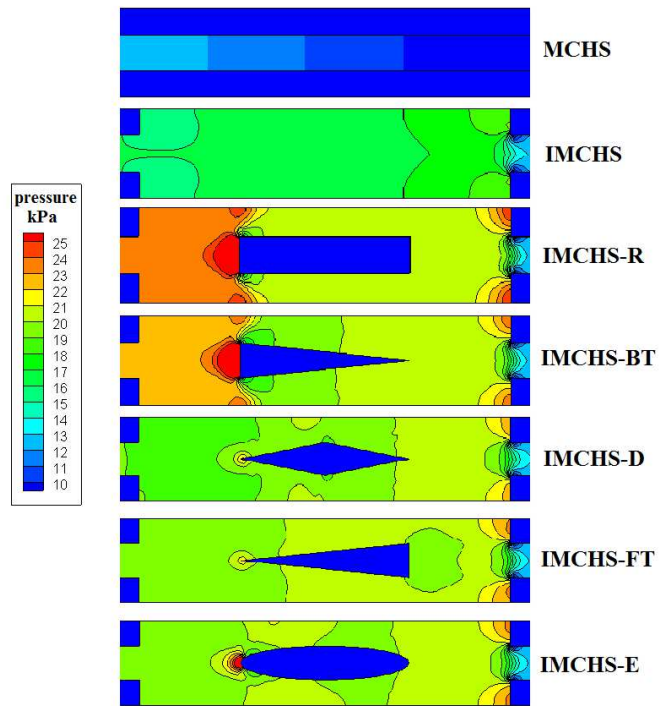 MCHS
IMCHS
pressure
kPa
25
24
23
22
21
20
19
18
17
16
15
14
13
12
11
10
IMCHS-R
IMCHS-BT
IMCHS-D
IMCHS-FT
IMCHS-E